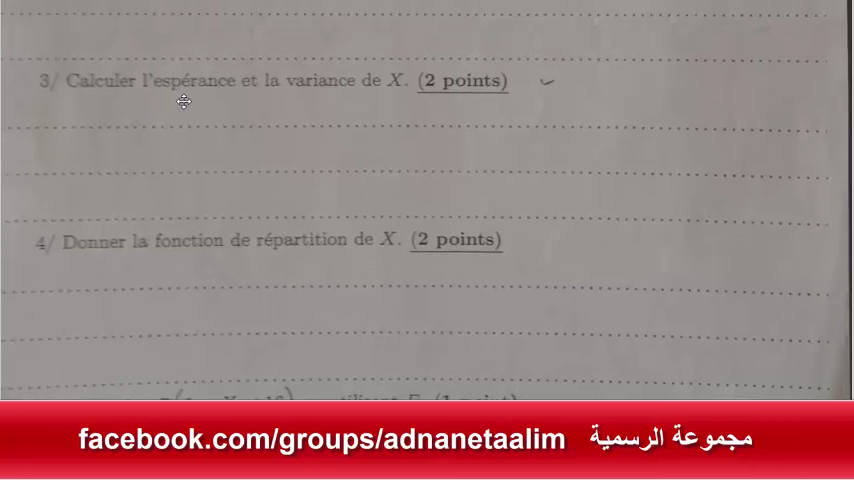 3/ Calculer l'espérance et la variance de X. (2 points)
4/ Donner la fonction de répartition de X. (2 points)
facebook.com/groups/adnanetaalim مجموعة الرسمية